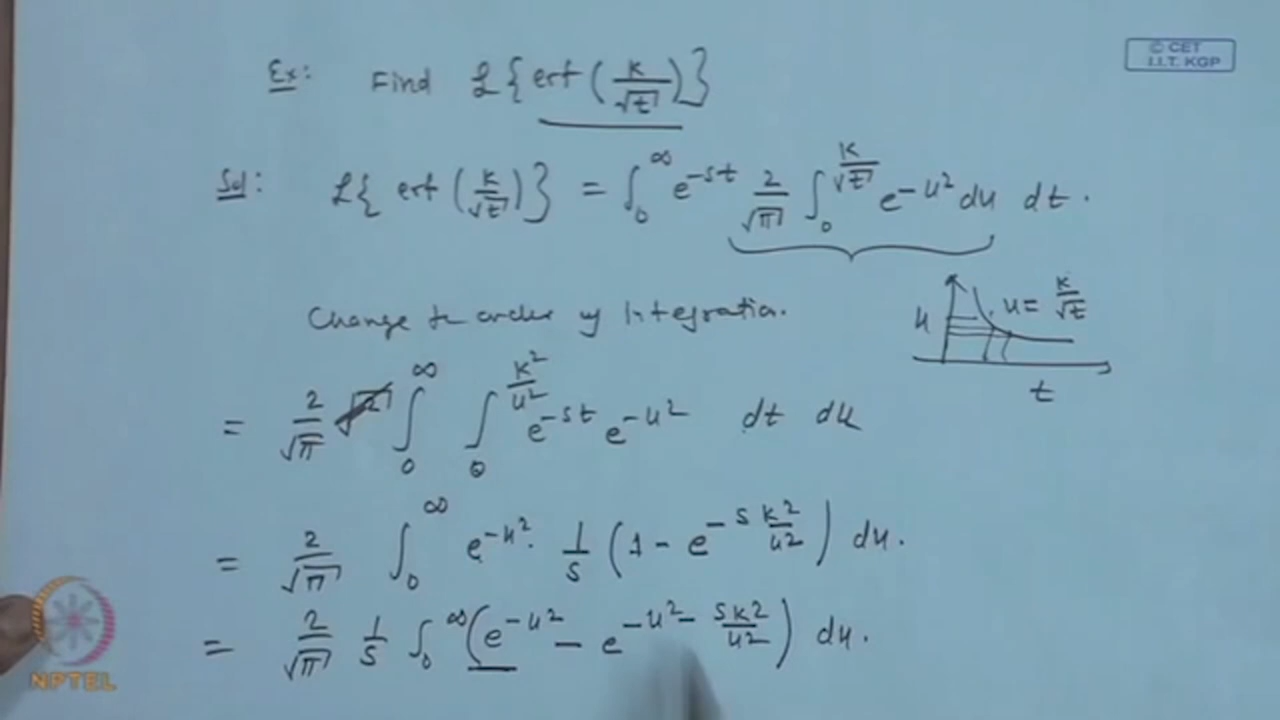 © CET
I.I.T. KGP
Ex: Find L{erf(k/√t)}
Sol: L{erf(k/√t)} = ∫₀^∞ e^{-st} 2/√π ∫₀^{k/√t} e^{-u²} du dt.
u = k/√t
u
t
Change the order of Integration.
= 2/√π ∫₀^∞ ∫₀^{k²/u²} e^{-st} e^{-u²} dt du
= 2/√π ∫₀^∞ e^{-u²}. 1/s (1 - e^{-s k²/u²}) du.
= 2/√π 1/s ∫₀^∞ (e^{-u²} - e^{-u² - sk²/u²}) du.
NPTEL